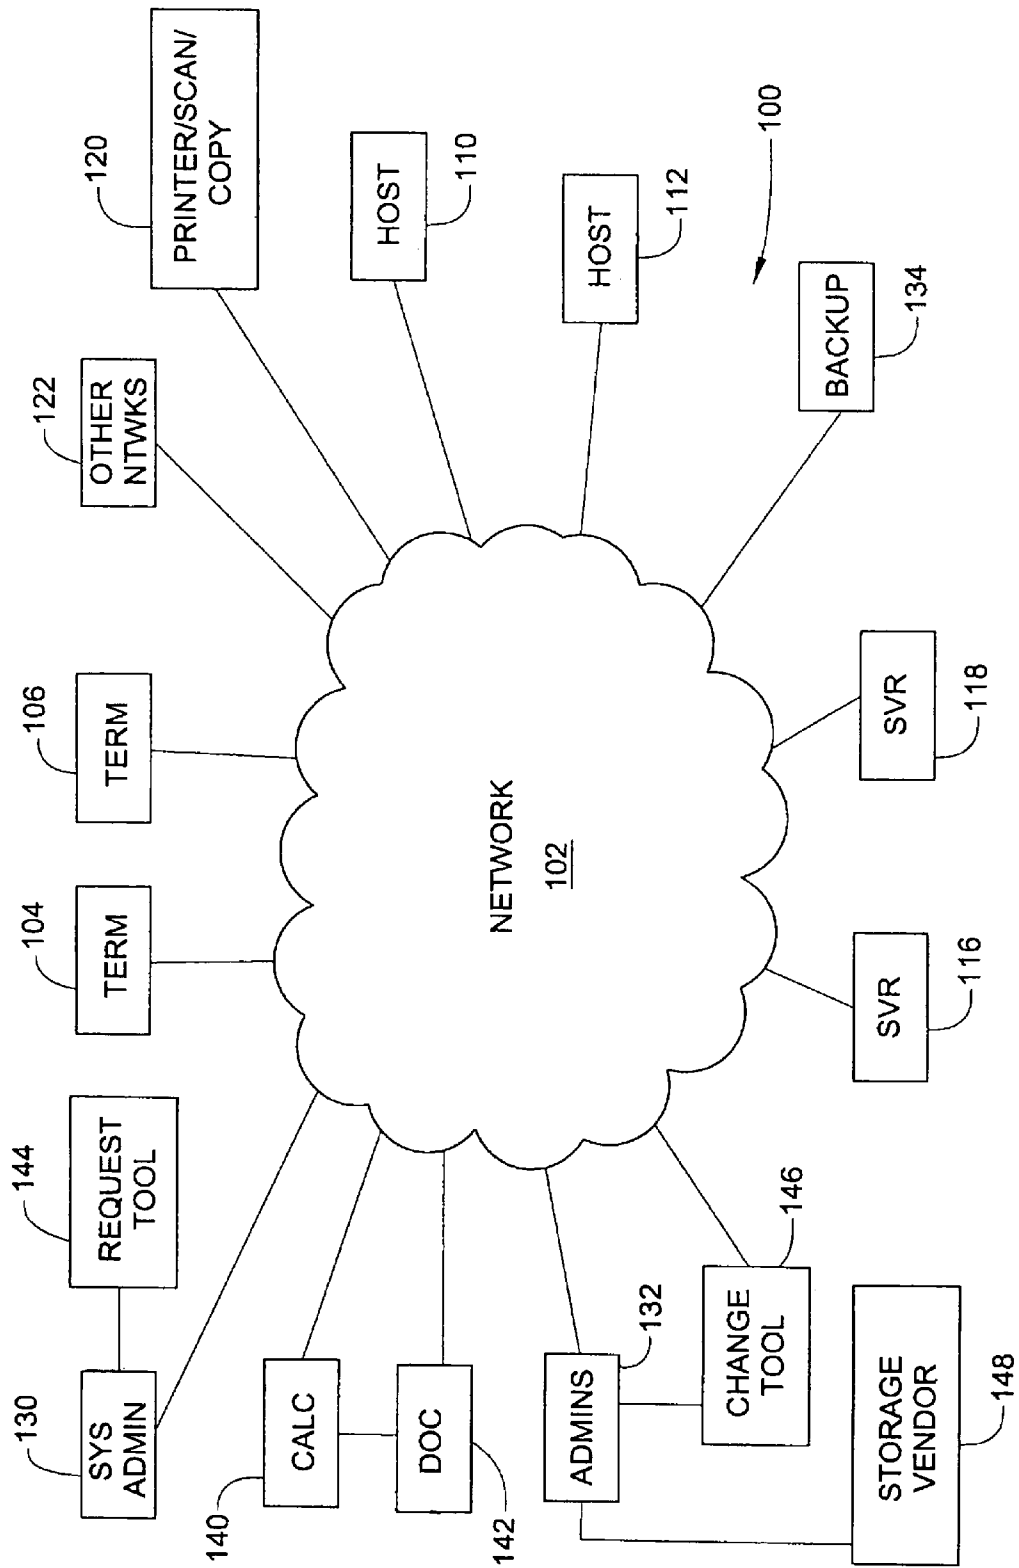 130
SYS
ADMIN
144
REQUEST
TOOL
104
TERM
106
TERM
122
OTHER
NTWKS
120
PRINTER/SCAN/
COPY
140
CALC
142
DOC
HOST
110
ADMINS
132
NETWORK
102
HOST
112
CHANGE
TOOL
146
100
STORAGE
VENDOR
148
SVR
116
SVR
118
BACKUP
134